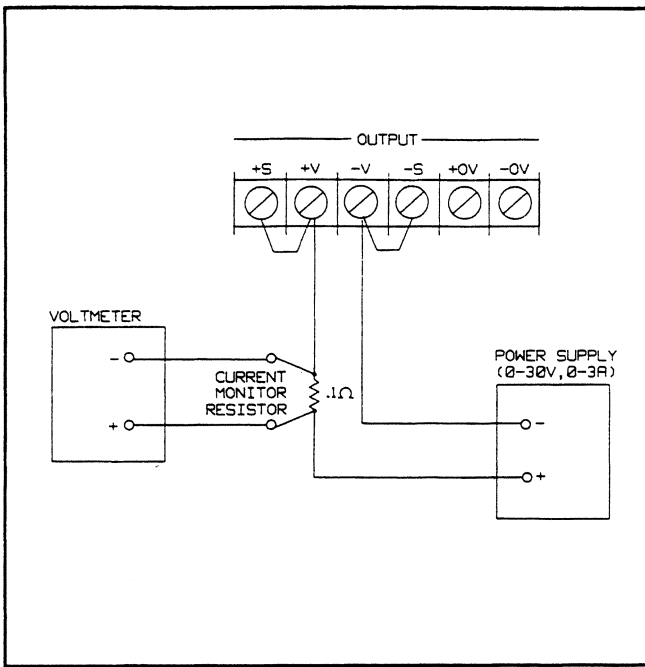 OUTPUT
+S +V -V -S +OV -OV
VOLTMETER
-
+
CURRENT
MONITOR
RESISTOR
.1Ω
POWER SUPPLY
(0-30V,0-3A)
-
+